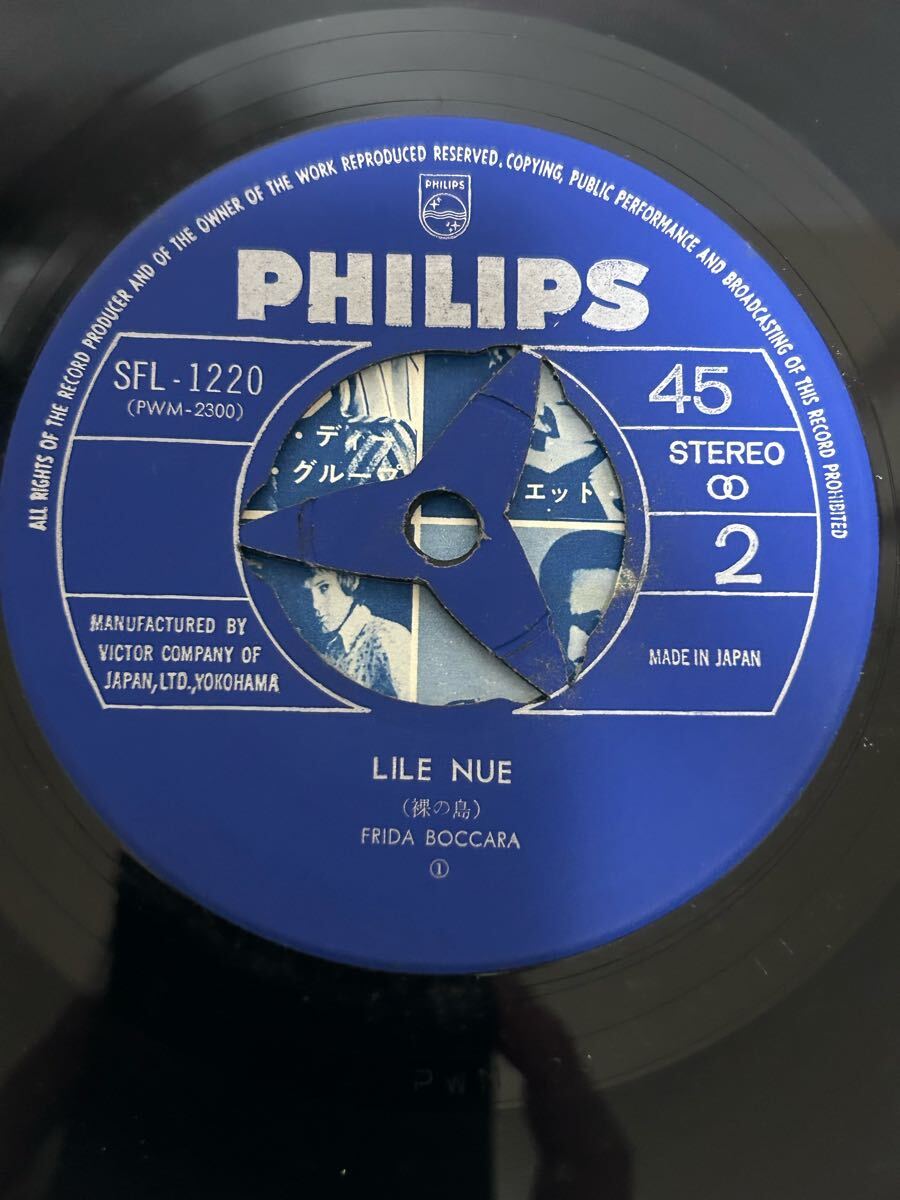 ALL RIGHTS OF THE RECORD PRODUCER AND OF THE OWNER OF THE WORK REPRODUCED RESERVED. COPYING, PUBLIC PERFORMANCE AND BROADCASTING OF THIS RECORD PROHIBITED
PHILIPS
PHILIPS
SFL-1220
(PWM-2300)
45
STEREO
2
・ディ
・グループ
エット・
MANUFACTURED BY
VICTOR COMPANY OF
JAPAN, LTD., YOKOHAMA
MADE IN JAPAN
LILE NUE
(裸の島)
FRIDA BOCCARA
①
PWM